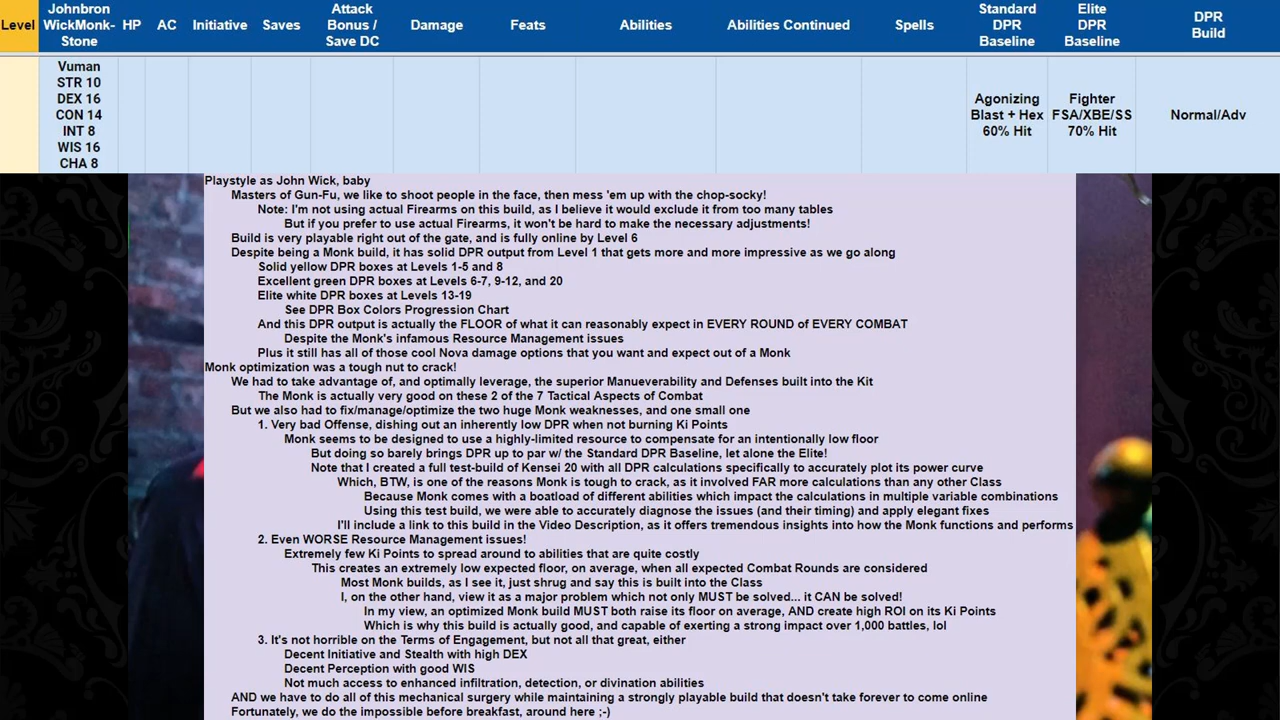 Level
Johnbron WickMonk-Stone
HP
AC
Initiative
Saves
Attack Bonus / Save DC
Damage
Feats
Abilities
Abilities Continued
Spells
Standard DPR Baseline
Elite DPR Baseline
DPR Build
Vuman
STR 10
DEX 16
CON 14
INT 8
WIS 16
CHA 8
Agonizing Blast + Hex 60% Hit
Fighter FSA/XBE/SS 70% Hit
Normal/Adv
Playstyle as John Wick, baby
Masters of Gun-Fu, we like to shoot people in the face, then mess 'em up with the chop-socky!
Note: I'm not using actual Firearms on this build, as I believe it would exclude it from too many tables
But if you prefer to use actual Firearms, it won't be hard to make the necessary adjustments!
Build is very playable right out of the gate, and is fully online by Level 6
Despite being a Monk build, it has solid DPR output from Level 1 that gets more and more impressive as we go along
Solid yellow DPR boxes at Levels 1-5 and 8
Excellent green DPR boxes at Levels 6-7, 9-12, and 20
Elite white DPR boxes at Levels 13-19
See DPR Box Colors Progression Chart
And this DPR output is actually the FLOOR of what it can reasonably expect in EVERY ROUND of EVERY COMBAT
Despite the Monk's infamous Resource Management issues
Plus it still has all of those cool Nova damage options that you want and expect out of a Monk
Monk optimization was a tough nut to crack!
We had to take advantage of, and optimally leverage, the superior Manueverability and Defenses built into the Kit
The Monk is actually very good on these 2 of the 7 Tactical Aspects of Combat
But we also had to fix/manage/optimize the two huge Monk weaknesses, and one small one
1. Very bad Offense, dishing out an inherently low DPR when not burning Ki Points
Monk seems to be designed to use a highly-limited resource to compensate for an intentionally low floor
But doing so barely brings DPR up to par w/ the Standard DPR Baseline, let alone the Elite!
Note that I created a full test-build of Kensei 20 with all DPR calculations specifically to accurately plot its power curve
Which, BTW, is one of the reasons Monk is tough to crack, as it involved FAR more calculations than any other Class
Because Monk comes with a boatload of different abilities which impact the calculations in multiple variable combinations
Using this test build, we were able to accurately diagnose the issues (and their timing) and apply elegant fixes
I'll include a link to this build in the Video Description, as it offers tremendous insights into how the Monk functions and performs
2. Even WORSE Resource Management issues!
Extremely few Ki Points to spread around to abilities that are quite costly
This creates an extremely low expected floor, on average, when all expected Combat Rounds are considered
Most Monk builds, as I see it, just shrug and say this is built into the Class
I, on the other hand, view it as a major problem which not only MUST be solved... it CAN be solved!
In my view, an optimized Monk build MUST both raise its floor on average, AND create high ROI on its Ki Points
Which is why this build is actually good, and capable of exerting a strong impact over 1,000 battles, lol
3. It's not horrible on the Terms of Engagement, but not all that great, either
Decent Initiative and Stealth with high DEX
Decent Perception with good WIS
Not much access to enhanced infiltration, detection, or divination abilities
AND we have to do all of this mechanical surgery while maintaining a strongly playable build that doesn't take forever to come online
Fortunately, we do the impossible before breakfast, around here ;-)